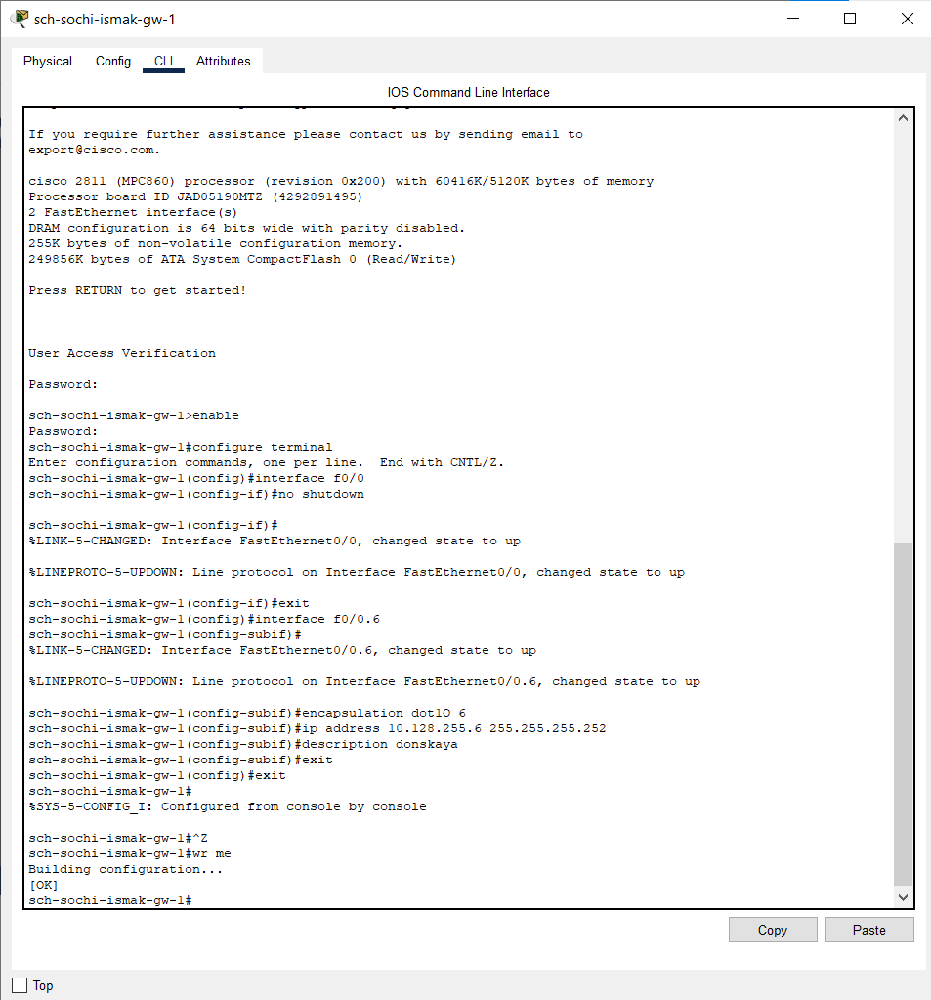 sch-sochi-ismak-gw-1
Physical Config CLI Attributes
IOS Command Line Interface
If you require further assistance please contact us by sending email to
export@cisco.com.
cisco 2811 (MPC860) processor (revision 0x200) with 60416K/5120K bytes of memory
Processor board ID JAD05190MTZ (4292891495)
2 FastEthernet interface(s)
DRAM configuration is 64 bits wide with parity disabled.
255K bytes of non-volatile configuration memory.
249856K bytes of ATA System CompactFlash 0 (Read/Write)
Press RETURN to get started!
User Access Verification
Password:
sch-sochi-ismak-gw-1>enable
Password:
sch-sochi-ismak-gw-1#configure terminal
Enter configuration commands, one per line.  End with CNTL/Z.
sch-sochi-ismak-gw-1(config)#interface f0/0
sch-sochi-ismak-gw-1(config-if)#no shutdown
sch-sochi-ismak-gw-1(config-if)#
%LINK-5-CHANGED: Interface FastEthernet0/0, changed state to up
%LINEPROTO-5-UPDOWN: Line protocol on Interface FastEthernet0/0, changed state to up
sch-sochi-ismak-gw-1(config-if)#exit
sch-sochi-ismak-gw-1(config)#interface f0/0.6
sch-sochi-ismak-gw-1(config-subif)#
%LINK-5-CHANGED: Interface FastEthernet0/0.6, changed state to up
%LINEPROTO-5-UPDOWN: Line protocol on Interface FastEthernet0/0.6, changed state to up
sch-sochi-ismak-gw-1(config-subif)#encapsulation dot1Q 6
sch-sochi-ismak-gw-1(config-subif)#ip address 10.128.255.6 255.255.255.252
sch-sochi-ismak-gw-1(config-subif)#description donskaya
sch-sochi-ismak-gw-1(config-subif)#exit
sch-sochi-ismak-gw-1(config)#exit
sch-sochi-ismak-gw-1#
%SYS-5-CONFIG_I: Configured from console by console
sch-sochi-ismak-gw-1#^Z
sch-sochi-ismak-gw-1#wr me
Building configuration...
[OK]
sch-sochi-ismak-gw-1#
Copy Paste
Top